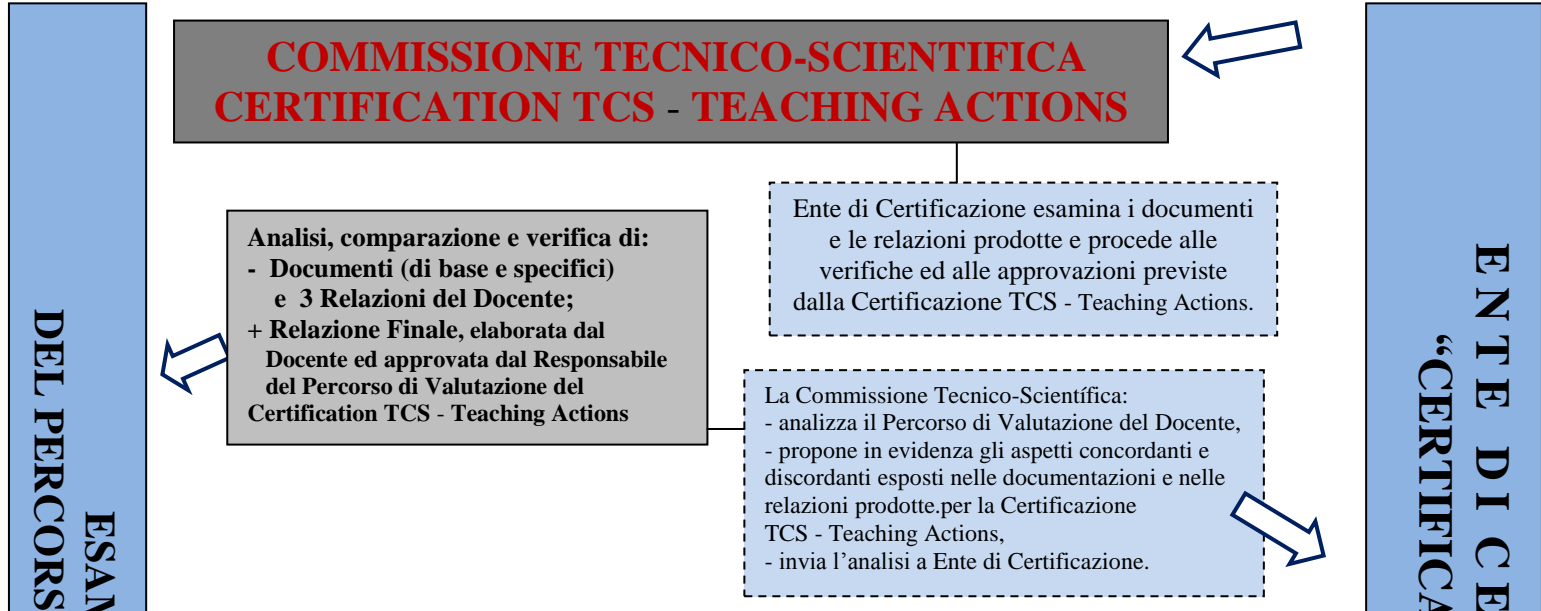 COMMISSIONE TECNICO-SCIENTIFICA
CERTIFICATION TCS - TEACHING ACTIONS
Ente di Certificazione esamina i documenti
e le relazioni prodotte e procede alle
verifiche ed alle approvazioni previste
dalla Certificazione TCS - Teaching Actions.
Analisi, comparazione e verifica di:
- Documenti (di base e specifici)
e 3 Relazioni del Docente;
+ Relazione Finale, elaborata dal
Docente ed approvata dal Responsabile
del Percorso di Valutazione del
Certification TCS - Teaching Actions
La Commissione Tecnico-Scientífica:
- analizza il Percorso di Valutazione del Docente,
- propone in evidenza gli aspetti concordanti e
discordanti esposti nelle documentazioni e nelle
relazioni prodotte.per la Certificazione
TCS - Teaching Actions,
- invia l’analisi a Ente di Certificazione.
ESAM
DEL PERCORS
ENTE DI CE
“CERTIFICA